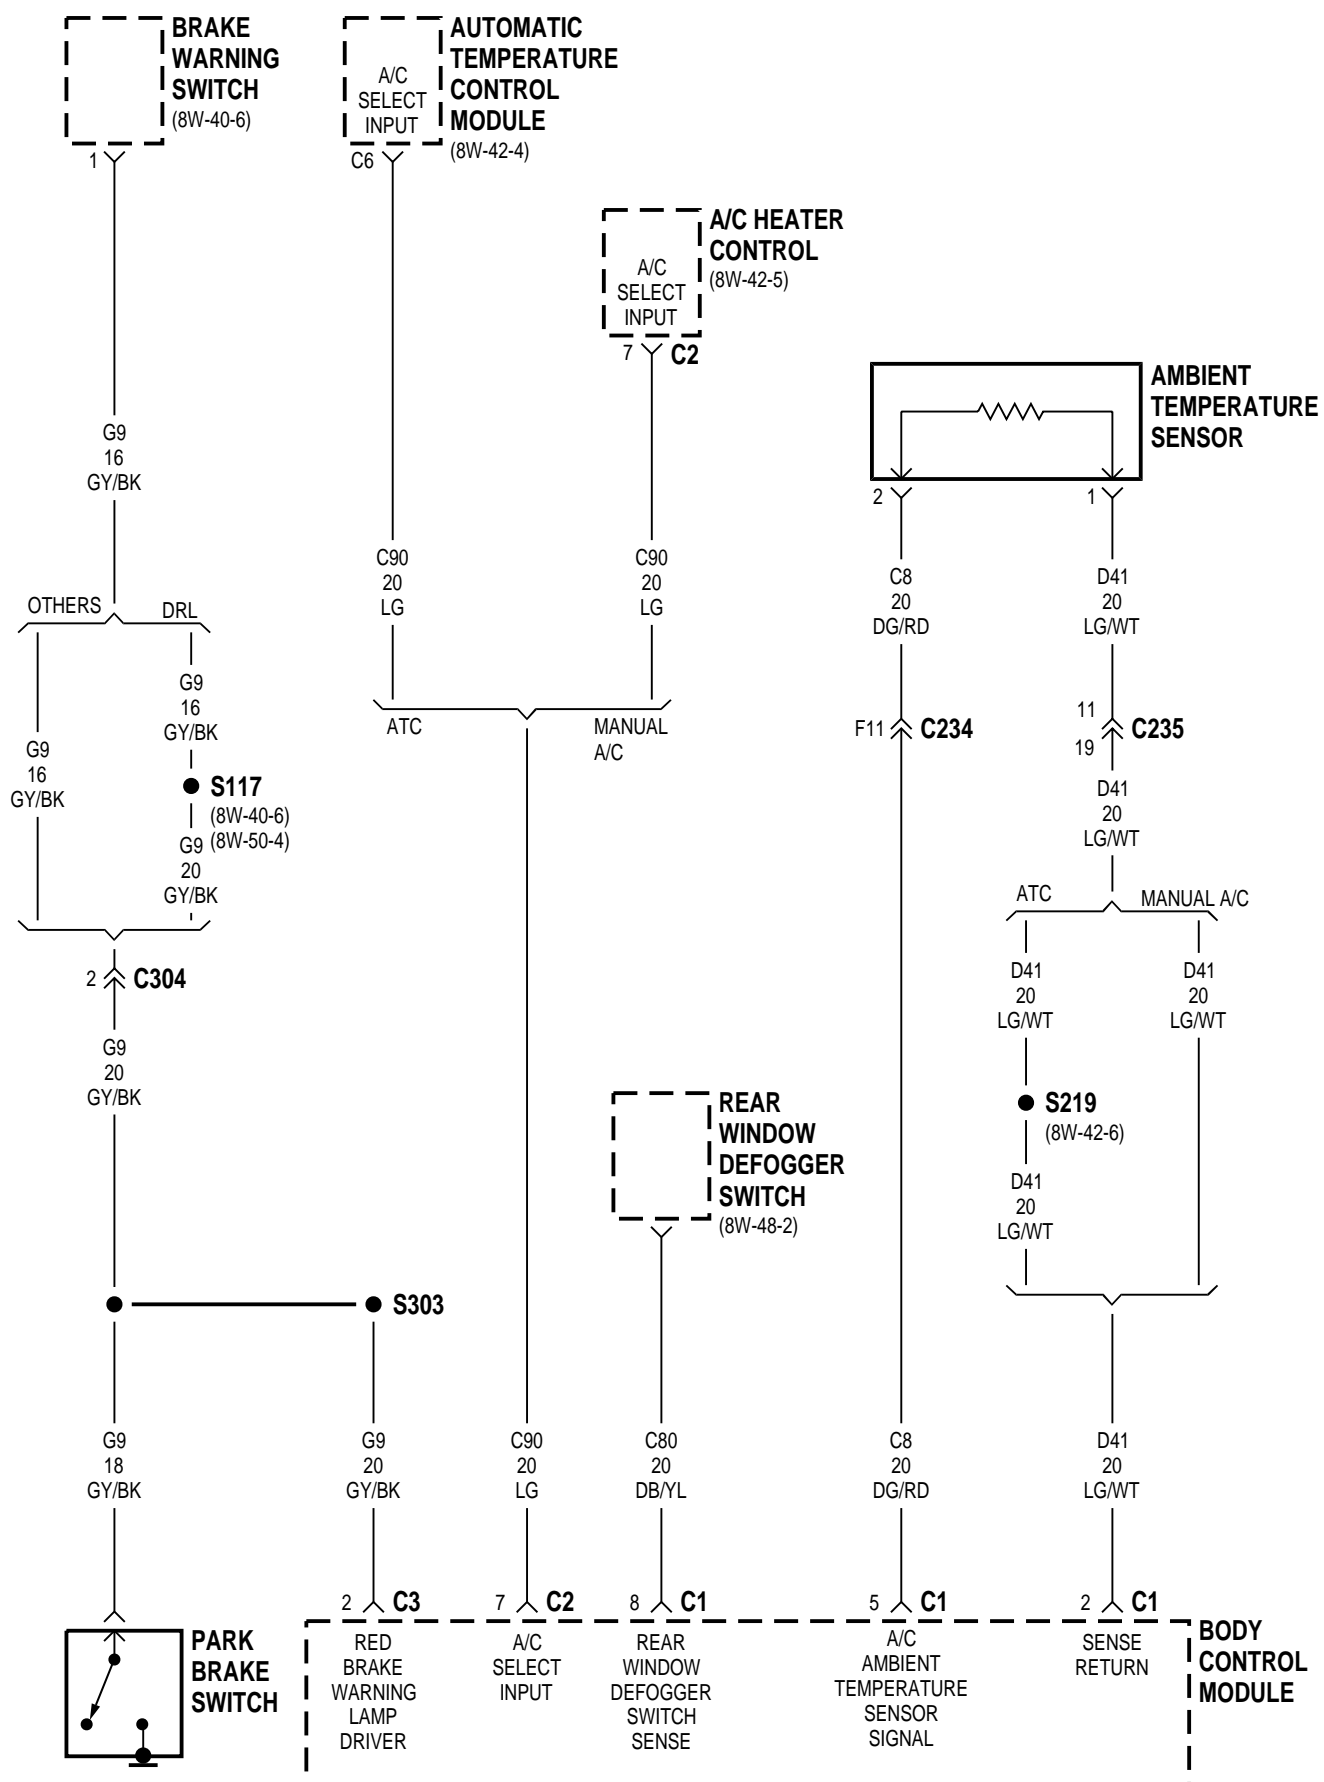 BRAKE
WARNING
SWITCH
(8W-40-6)
1
A/C
SELECT
INPUT
AUTOMATIC
TEMPERATURE
CONTROL
MODULE
(8W-42-4)
C6
A/C
SELECT
INPUT
A/C HEATER
CONTROL
(8W-42-5)
7
C2
AMBIENT
TEMPERATURE
SENSOR
2
1
G9
16
GY/BK
C90
20
LG
C90
20
LG
C8
20
DG/RD
D41
20
LG/WT
OTHERS
DRL
G9
16
GY/BK
G9
16
GY/BK
S117
(8W-40-6)
(8W-50-4)
G9
20
GY/BK
ATC
MANUAL
A/C
F11
C234
11
C235
19
D41
20
LG/WT
ATC
MANUAL A/C
2
C304
G9
20
GY/BK
D41
20
LG/WT
D41
20
LG/WT
REAR
WINDOW
DEFOGGER
SWITCH
(8W-48-2)
S219
(8W-42-6)
D41
20
LG/WT
S303
G9
18
GY/BK
G9
20
GY/BK
C90
20
LG
C80
20
DB/YL
C8
20
DG/RD
D41
20
LG/WT
2
C3
7
C2
8
C1
5
C1
2
C1
PARK
BRAKE
SWITCH
RED
BRAKE
WARNING
LAMP
DRIVER
A/C
SELECT
INPUT
REAR
WINDOW
DEFOGGER
SWITCH
SENSE
A/C
AMBIENT
TEMPERATURE
SENSOR
SIGNAL
SENSE
RETURN
BODY
CONTROL
MODULE